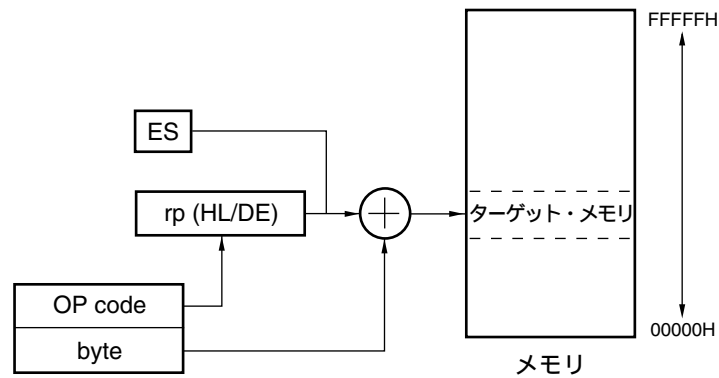 FFFFFH
ES
rp (HL/DE)
ターゲット・メモリ
OP code
byte
00000H
メモリ